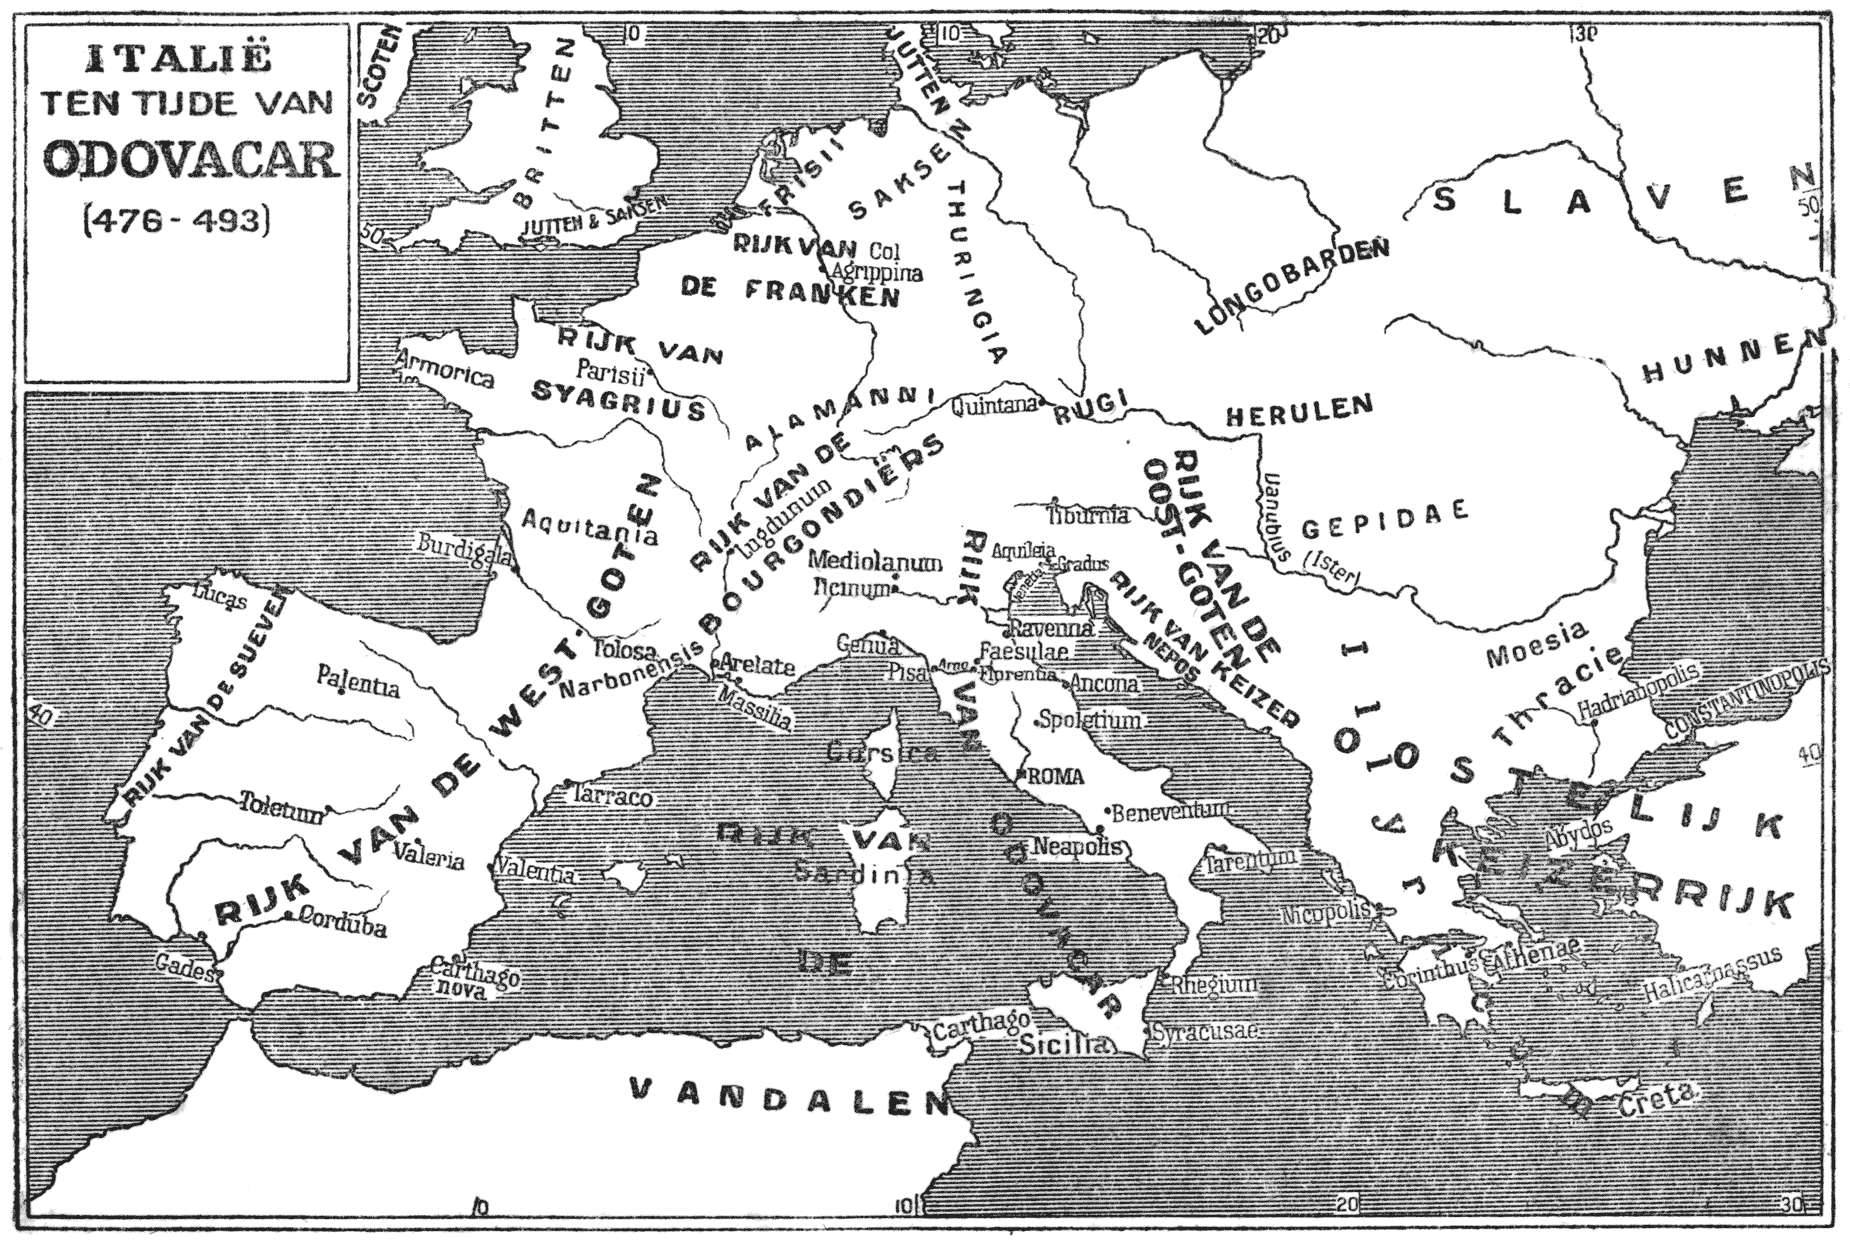 ITALIË
TEN TIJDE VAN
ODOVACAR
(476 - 493)
SCOTEN
BRITTEN
JUTTEN & SAKSEN
0
10
20
30
JUTTEN
FRISII
SAKSEN
THURINGIA
SLAVEN
50
50
RIJK VAN
DE FRANKEN
Col
Agrippina
LONGOBARDEN
HUNNEN
RIJK VAN
SYAGRIUS
Parisii
Armorica
ALAMANNI
Quintana
RUGI
HERULEN
RIJK VAN DE
BOURGONDIËRS
Lugdunum
Aquitania
Burdigala
RIJK VAN DE WEST-GOTEN
RIJK VAN DE
OOST-GOTEN
Danubius
(Ister)
GEPIDAE
Tiburnia
Mediolanum
Ticinum
Aquileia
Gradus
Venetia
RIJK VAN KEIZER
NEPOS
RIJK VAN ODOVACAR
Ravenna
Faesulae
Genua
Pisa
Arno
Florentia
Ancona
Spoletium
ROMA
Beneventum
Neapolis
Tarentum
Rhegium
Syracusae
Sicilia
Lucas
RIJK VAN DE SUEVEN
Palentia
Tolosa
Narbonensis
Arelate
Massilia
40
Toletum
Tarraco
Valeria
Valentia
Corduba
Gades
Carthago
nova
Corsica
Sardinia
RIJK VAN
DE
VANDALEN
Carthago
Moesia
Thracie
Hadrianopolis
CONSTANTINOPOLIS
40
Illyricum
OOSTELIJK
KEIZERRIJK
Abydos
Nicopolis
Corinthus
Athenae
Halicarnassus
Creta
0
10
20
30